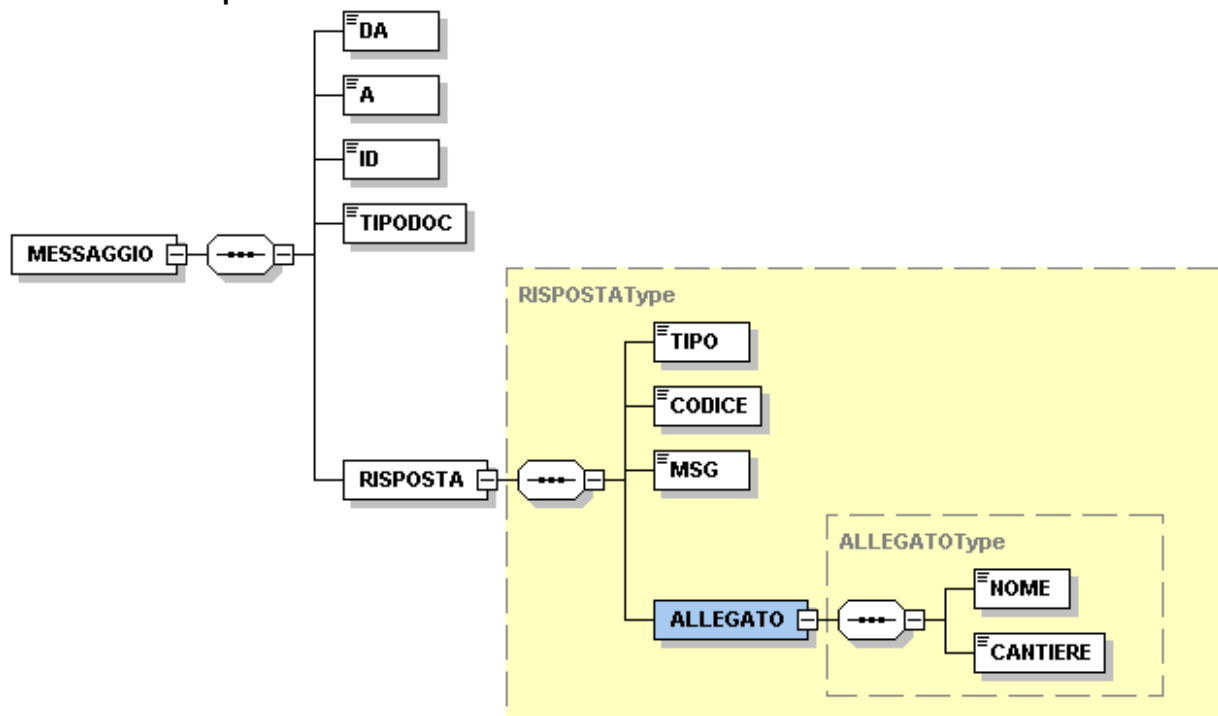 DA
A
ID
TIPODOC
MESSAGGIO
RISPOSTAType
TIPO
CODICE
MSG
RISPOSTA
ALLEGATOType
NOME
ALLEGATO
CANTIERE